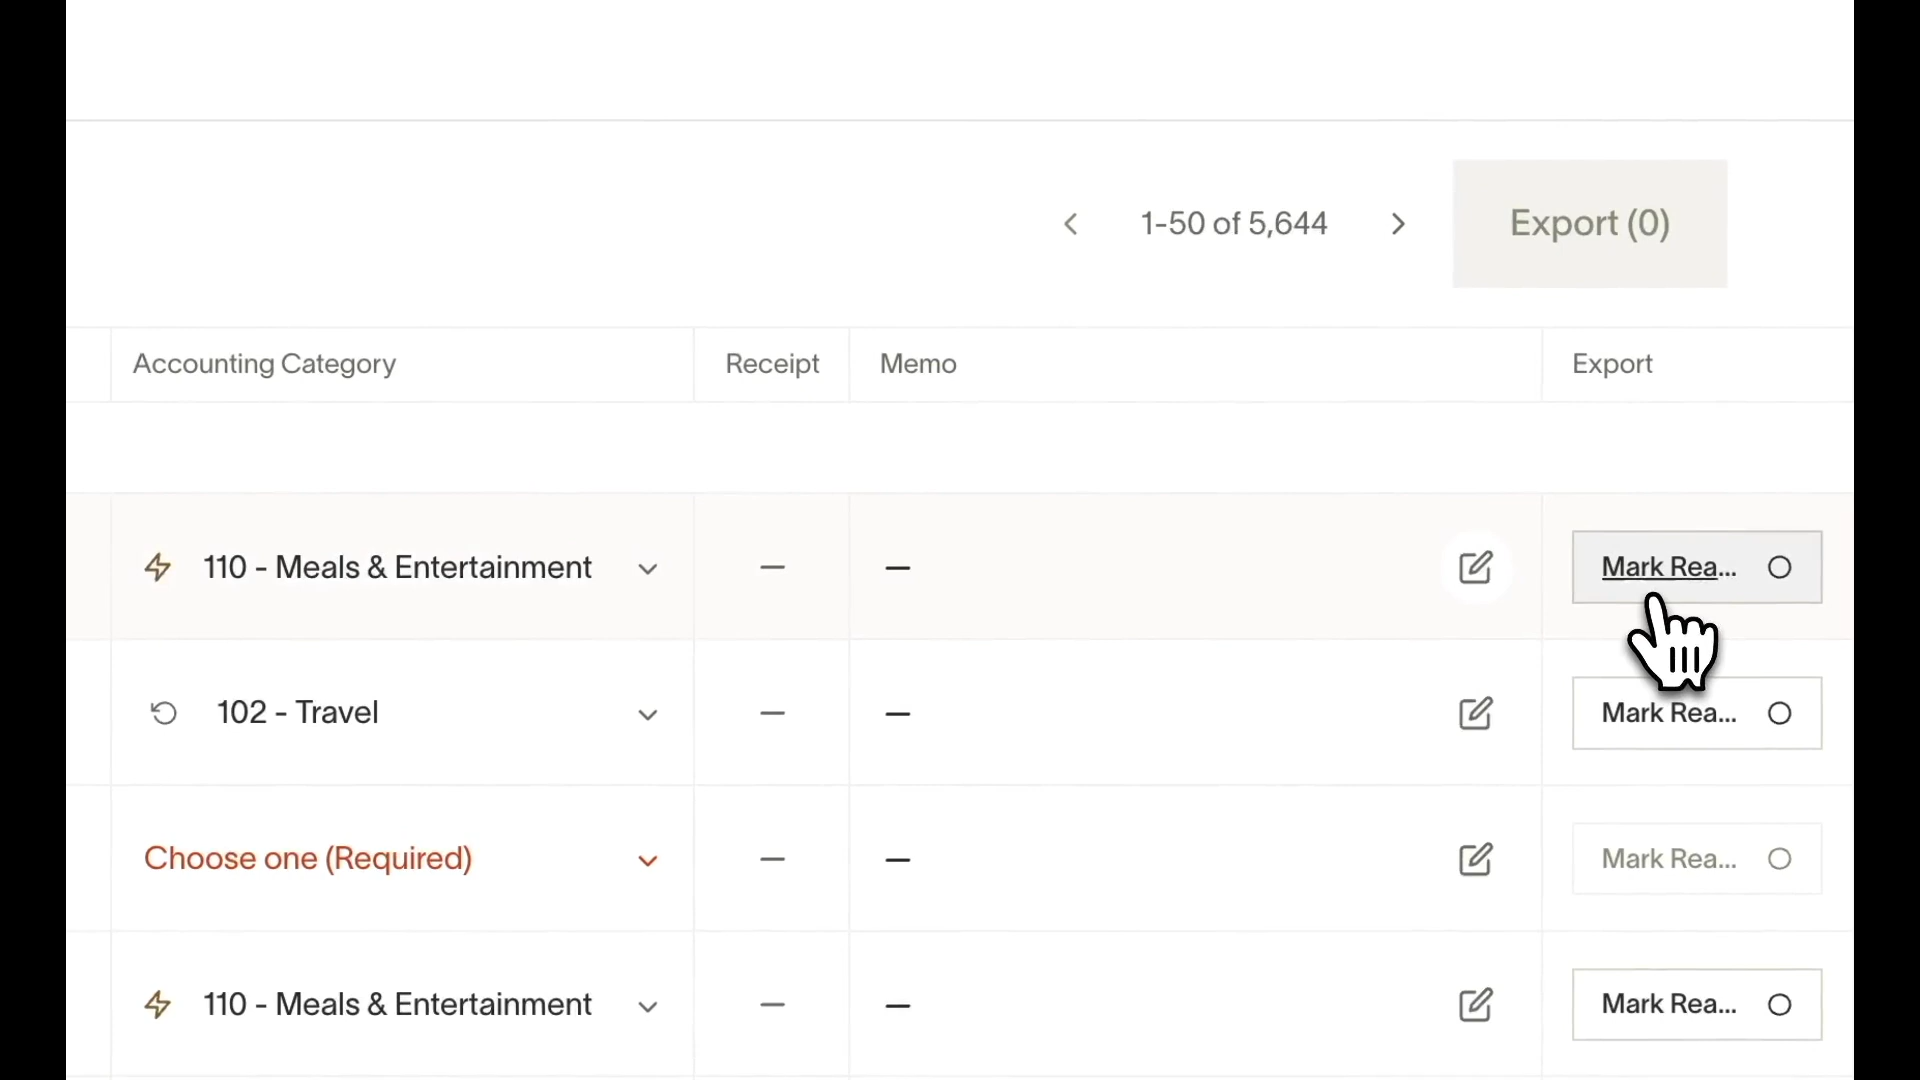 1-50 of 5,644
Export (0)
Accounting Category
Receipt
Memo
Export
110 - Meals & Entertainment
—
—
Mark Rea...
102 - Travel
—
—
Mark Rea...
Choose one (Required)
—
—
Mark Rea...
110 - Meals & Entertainment
—
—
Mark Rea...